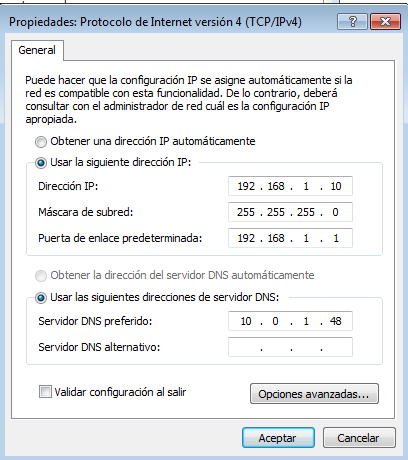 Propiedades: Protocolo de Internet versión 4 (TCP/IPv4)
General
Puede hacer que la configuración IP se asigne automáticamente si la
red es compatible con esta funcionalidad. De lo contrario, deberá
consultar con el administrador de red cuál es la configuración IP
apropiada.
Obtener una dirección IP automáticamente
Usar la siguiente dirección IP:
Dirección IP: 192 . 168 . 1 . 10
Máscara de subred: 255 . 255 . 255 . 0
Puerta de enlace predeterminada: 192 . 168 . 1 . 1
Obtener la dirección del servidor DNS automáticamente
Usar las siguientes direcciones de servidor DNS:
Servidor DNS preferido: 10 . 0 . 1 . 48
Servidor DNS alternativo: . . .
Validar configuración al salir
Opciones avanzadas...
Aceptar Cancelar